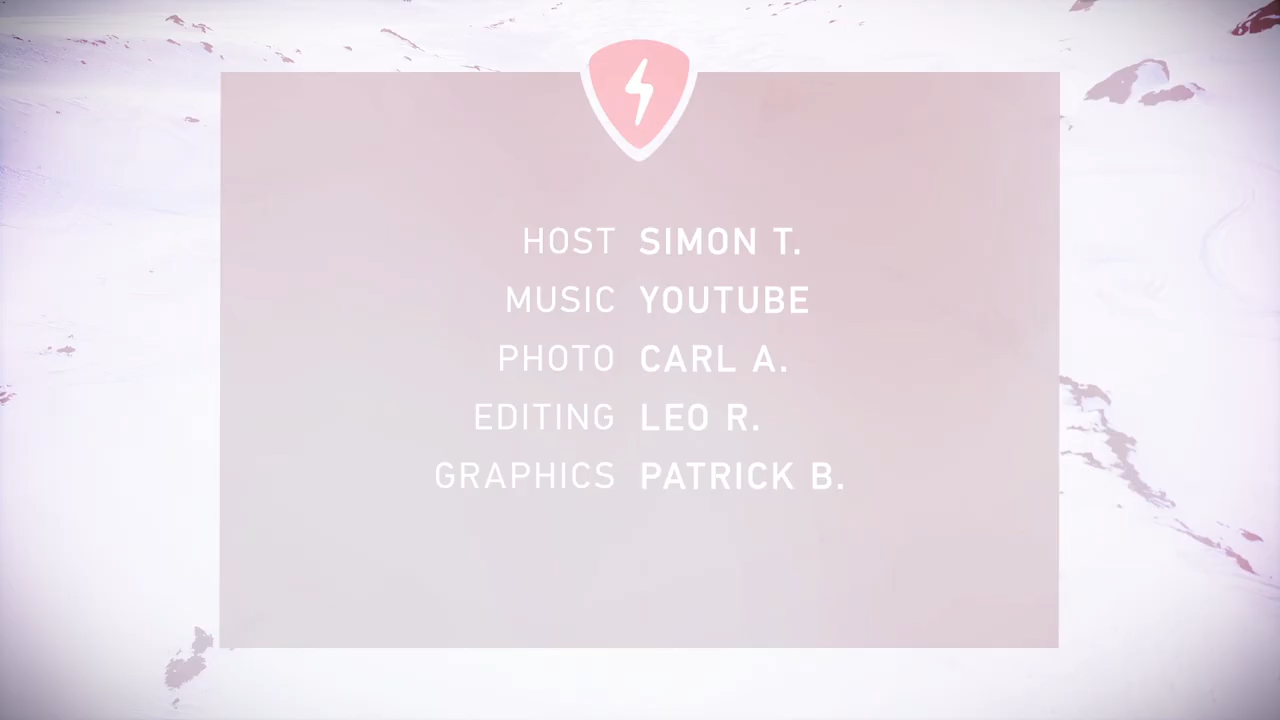 HOST SIMON T.
MUSIC YOUTUBE
PHOTO CARL A.
EDITING LEO R.
GRAPHICS PATRICK B.